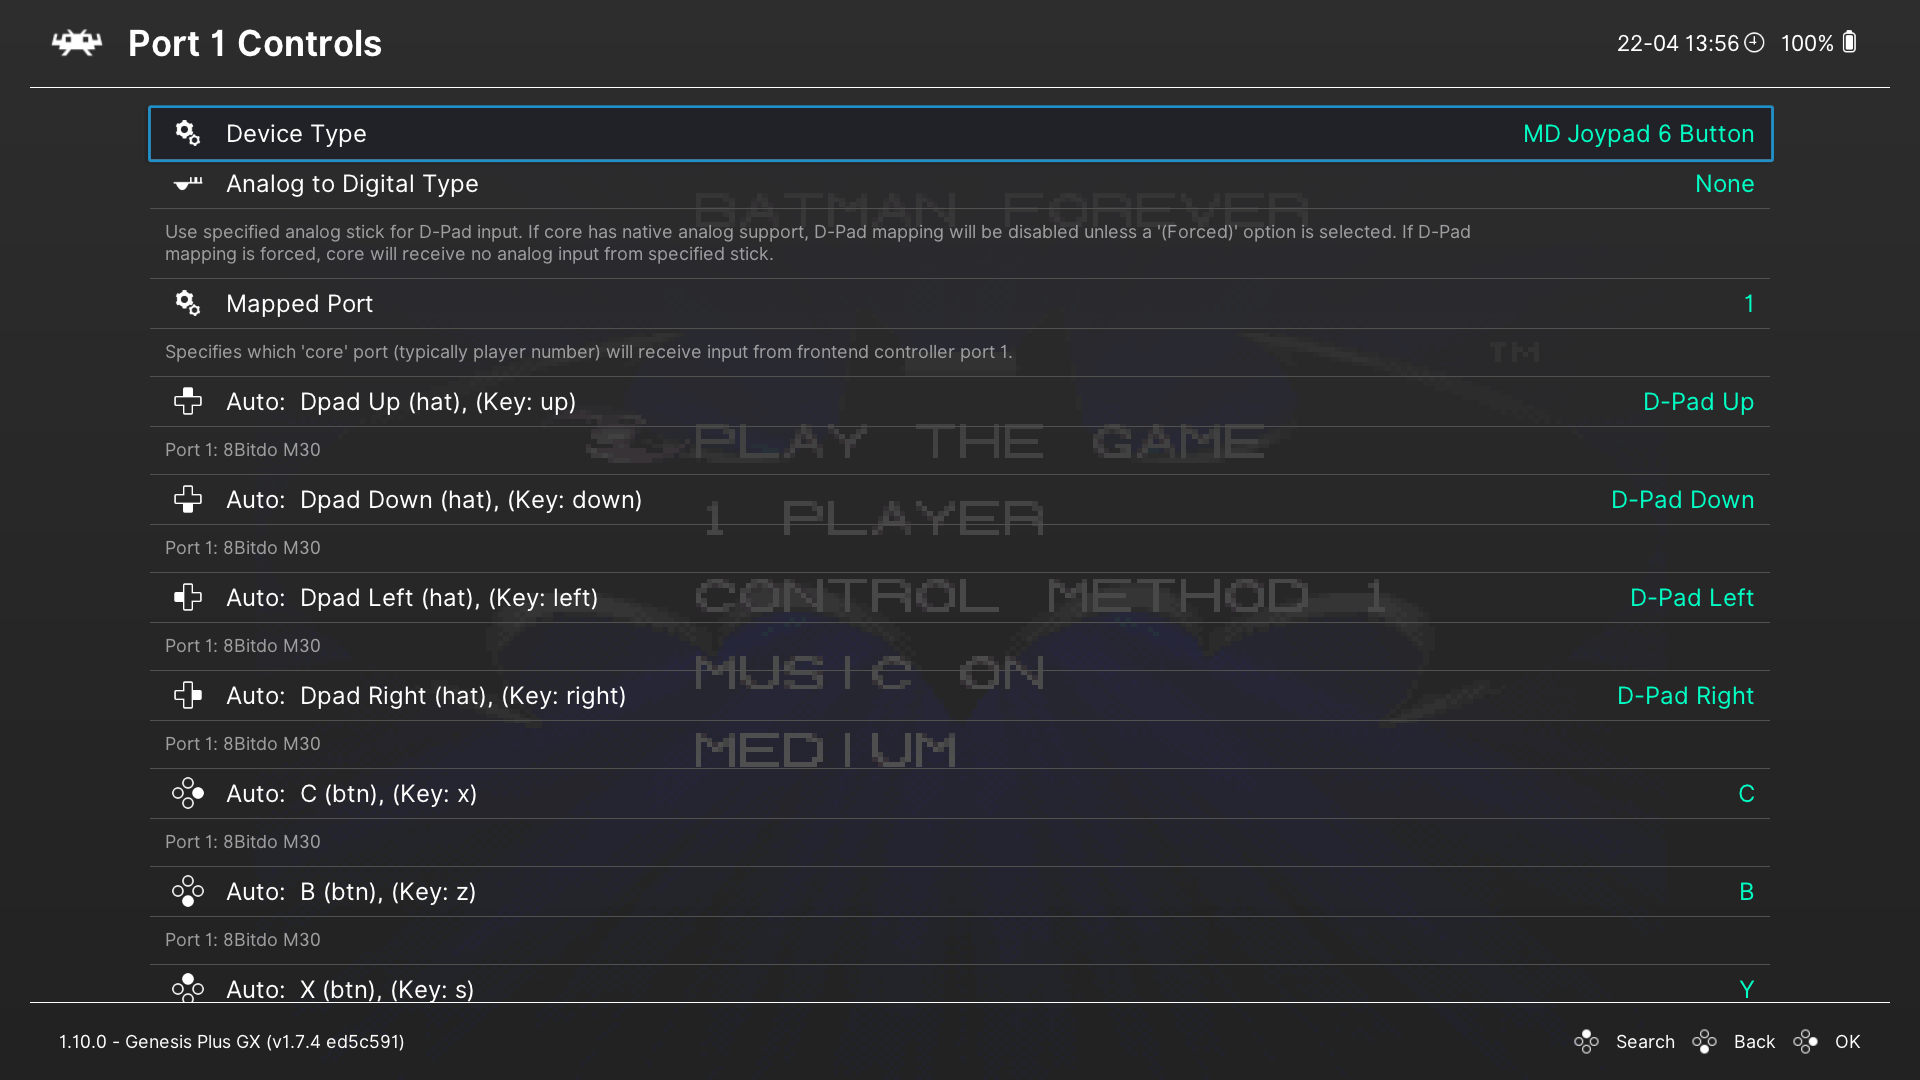 Port 1 Controls
22-04 13:56 100%
Device Type MD Joypad 6 Button
Analog to Digital Type None
BATMAN FOREVER
Use specified analog stick for D-Pad input. If core has native analog support, D-Pad mapping will be disabled unless a '(Forced)' option is selected. If D-Pad
mapping is forced, core will receive no analog input from specified stick.
Mapped Port 1
Specifies which 'core' port (typically player number) will receive input from frontend controller port 1.
TM
Auto: Dpad Up (hat), (Key: up) D-Pad Up
PLAY THE GAME
Port 1: 8Bitdo M30
Auto: Dpad Down (hat), (Key: down) D-Pad Down
1 PLAYER
Port 1: 8Bitdo M30
Auto: Dpad Left (hat), (Key: left) D-Pad Left
CONTROL METHOD 1
Port 1: 8Bitdo M30
MUSIC ON
Auto: Dpad Right (hat), (Key: right) D-Pad Right
Port 1: 8Bitdo M30
MEDIUM
Auto: C (btn), (Key: x) C
Port 1: 8Bitdo M30
Auto: B (btn), (Key: z) B
Port 1: 8Bitdo M30
Auto: X (btn), (Key: s) Y
1.10.0 - Genesis Plus GX (v1.7.4 ed5c591) Search Back OK